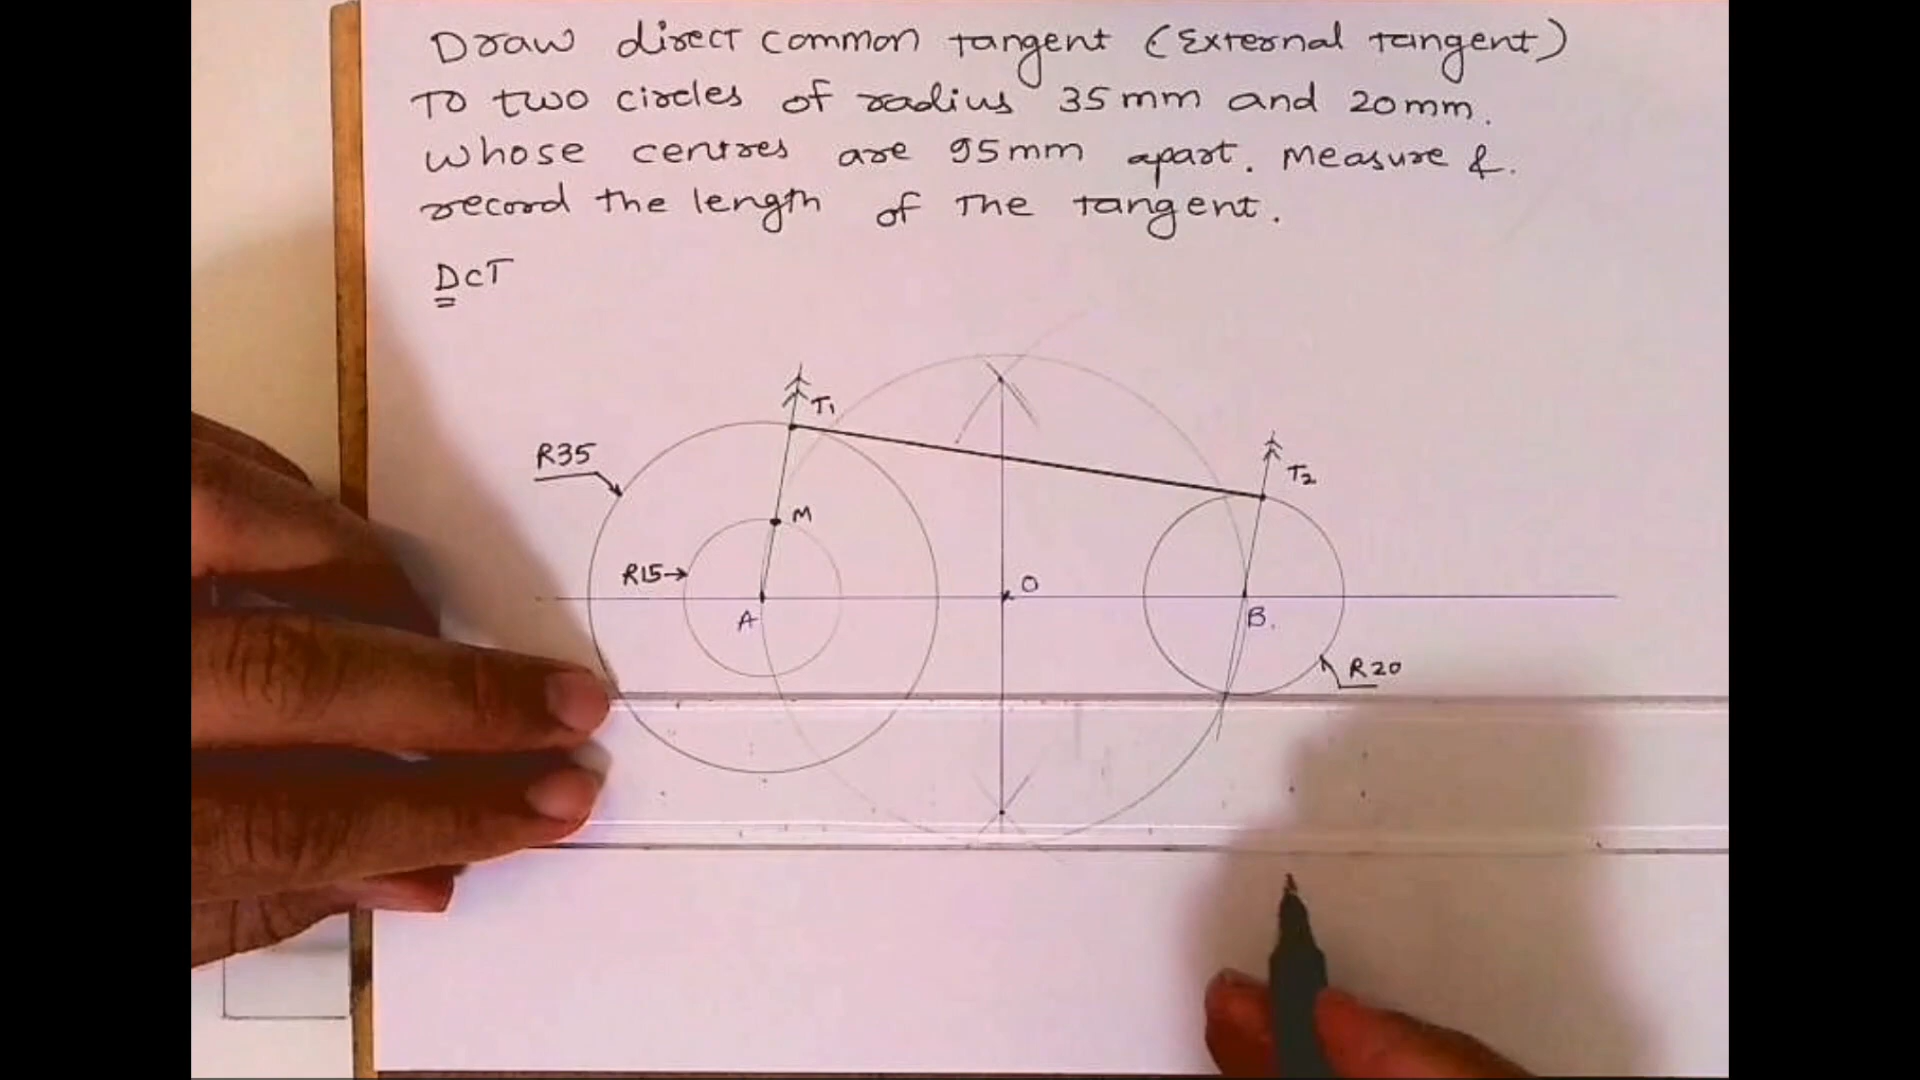 Draw direct common tangent (External tangent)
To two circles of radius 35mm and 20mm.
Whose centres are 95mm apart. Measure &.
record the length of the tangent.
DCT
T1
R35
T2
M
R15
O
A
B.
R20